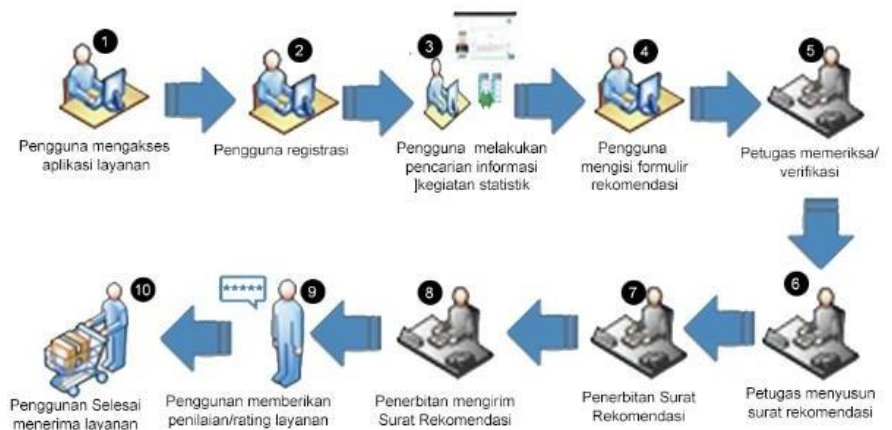 1
Pengguna mengakses
aplikasi layanan
2
Pengguna registrasi
3
Pengguna melakukan
pencarian informasi
]kegiatan statistik
4
Pengguna
mengisi formulir
rekomendasi
5
Petugas memeriksa/
verifikasi
6
Petugas menyusun
surat rekomendasi
7
Penerbitan Surat
Rekomendasi
8
Penerbitan mengirim
Surat Rekomendasi
*****
9
Penggunan memberikan
penilaian/rating layanan
10
Penggunan Selesai
menerima layanan